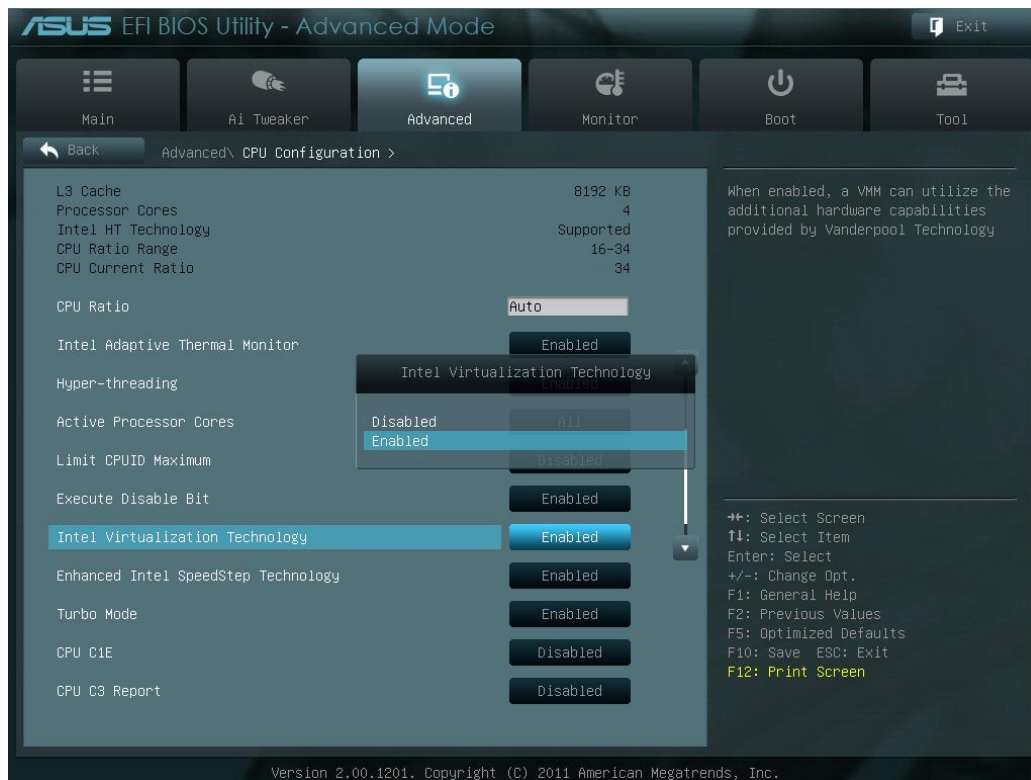 ASUS EFI BIOS Utility - Advanced Mode
Exit
Main
Ai Tweaker
Advanced
Monitor
Boot
Tool
Back
Advanced\ CPU Configuration >
L3 Cache 8192 KB
Processor Cores 4
Intel HT Technology Supported
CPU Ratio Range 16-34
CPU Current Ratio 34
CPU Ratio Auto
Intel Adaptive Thermal Monitor Enabled
Intel Virtualization Technology
Hyper-threading Enabled
Active Processor Cores All
Disabled
Enabled
Limit CPUID Maximum Disabled
Execute Disable Bit Enabled
Intel Virtualization Technology Enabled
Enhanced Intel SpeedStep Technology Enabled
Turbo Mode Enabled
CPU C1E Disabled
CPU C3 Report Disabled
When enabled, a VMM can utilize the
additional hardware capabilities
provided by Vanderpool Technology
→←: Select Screen
↑↓: Select Item
Enter: Select
+/-: Change Opt.
F1: General Help
F2: Previous Values
F5: Optimized Defaults
F10: Save ESC: Exit
F12: Print Screen
Version 2.00.1201. Copyright (C) 2011 American Megatrends, Inc.